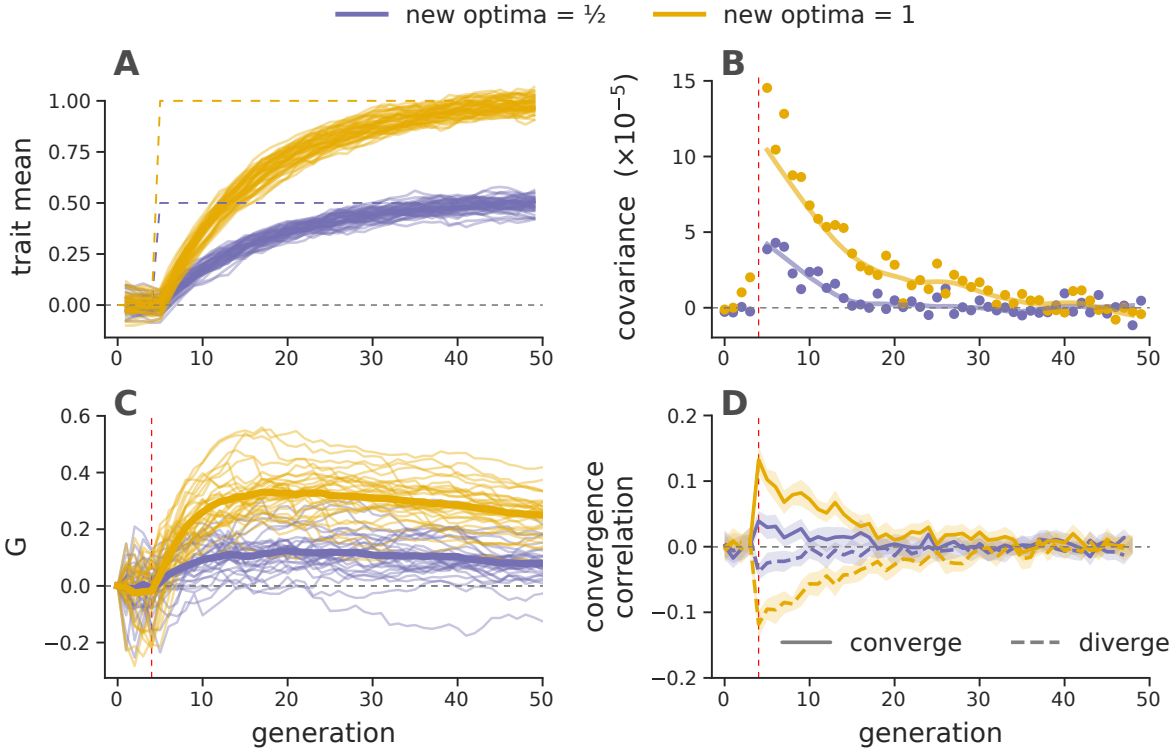 new optima = ½ new optima = 1
A
trait mean
1.00
0.75
0.50
0.25
0.00
0 10 20 30 40 50
B
covariance (×10⁻⁵)
15
10
5
0
0 10 20 30 40 50
C
G
0.6
0.4
0.2
0.0
−0.2
0 10 20 30 40 50
generation
D
convergence
correlation
0.2
0.1
0.0
−0.1
−0.2
converge diverge
0 10 20 30 40 50
generation